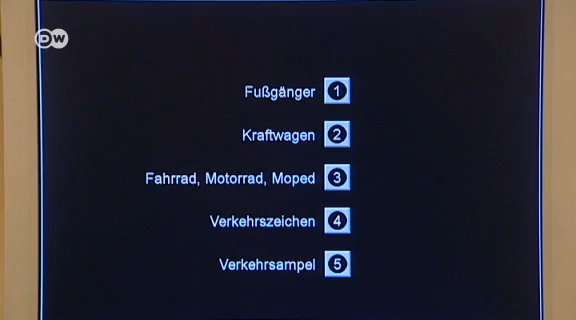 DW
Fußgänger 1
Kraftwagen 2
Fahrrad, Motorrad, Moped 3
Verkehrszeichen 4
Verkehrsampel 5